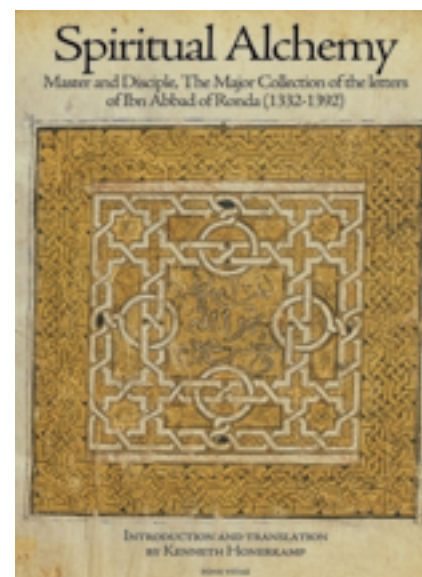 Spiritual Alchemy
Master and Disciple, The Major Collection of the letters
of Ibn Abbad of Ronda (1332-1392)
INTRODUCTION AND TRANSLATION
BY KENNETH HONERKAMP